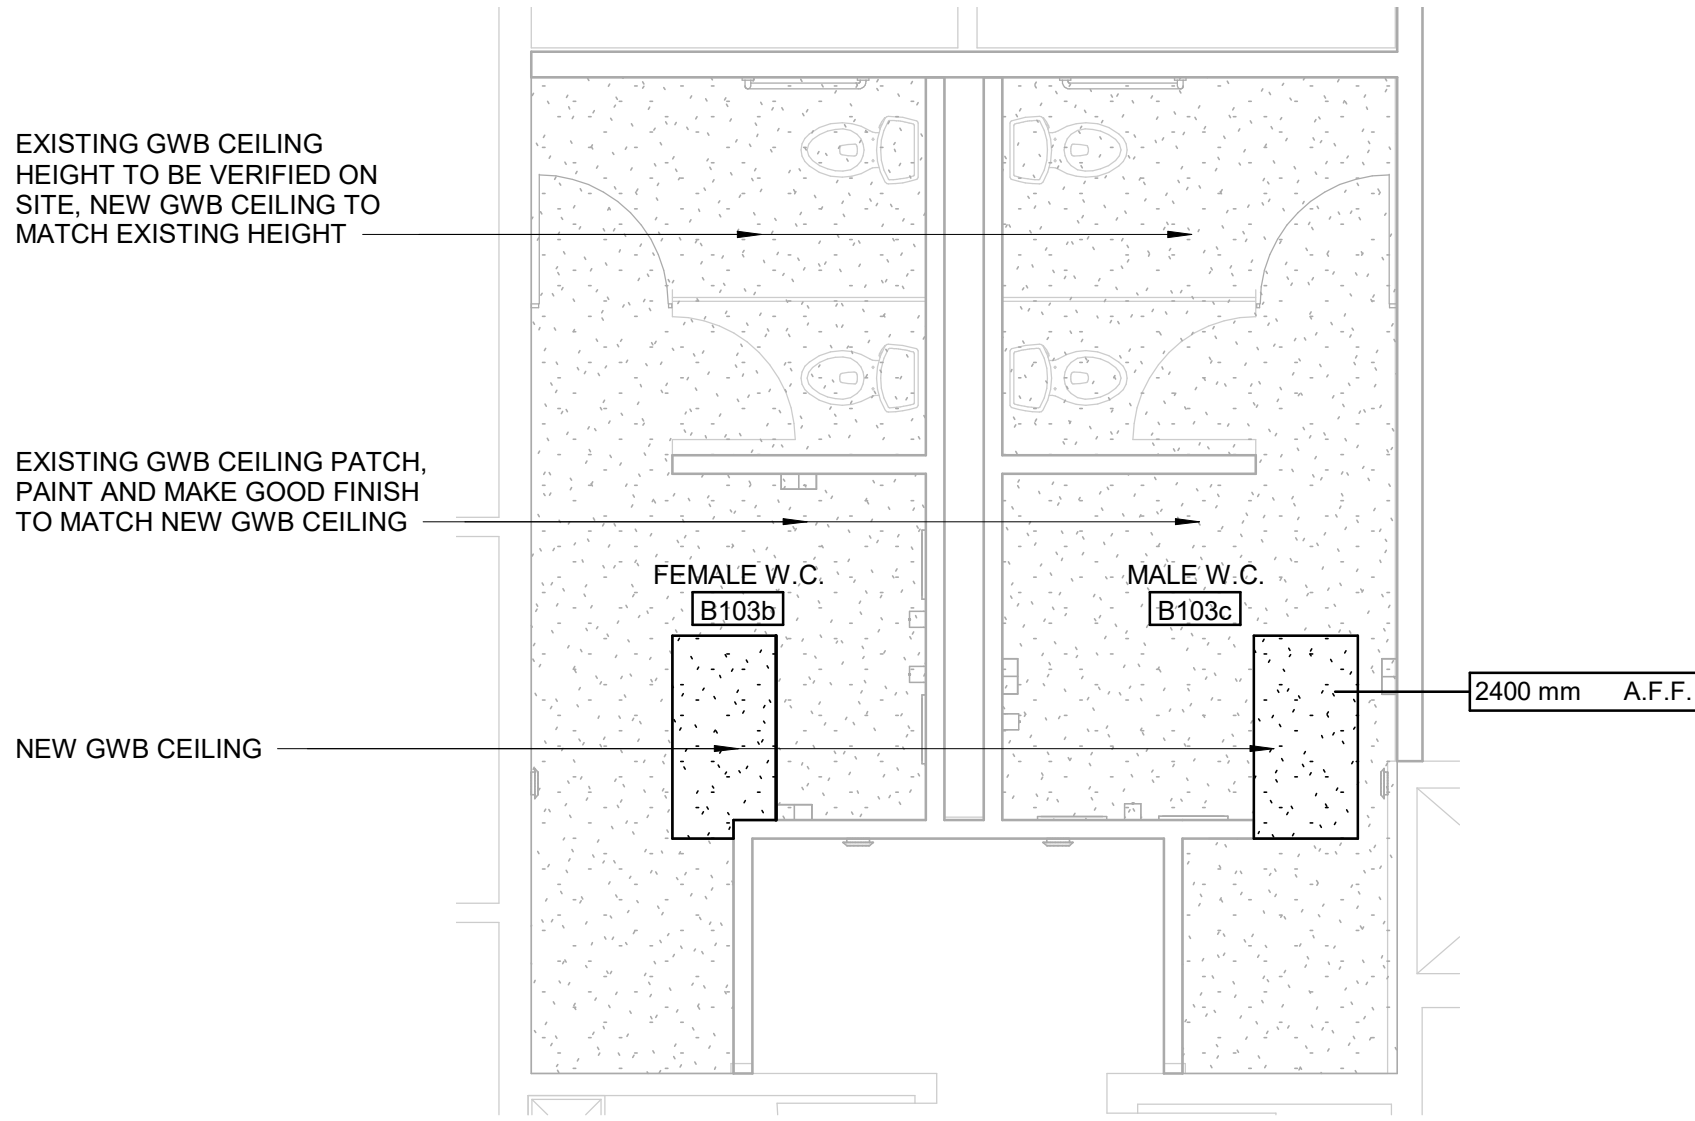 EXISTING GWB CEILING
HEIGHT TO BE VERIFIED ON
SITE, NEW GWB CEILING TO
MATCH EXISTING HEIGHT
EXISTING GWB CEILING PATCH,
PAINT AND MAKE GOOD FINISH
TO MATCH NEW GWB CEILING
FEMALE W.C.
B103b
MALE W.C.
B103c
2400 mm A.F.F.
NEW GWB CEILING